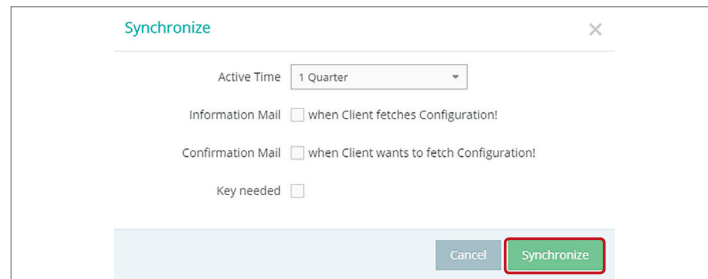 Synchronize
Active Time 1 Quarter
Information Mail when Client fetches Configuration!
Confirmation Mail when Client wants to fetch Configuration!
Key needed
Cancel Synchronize